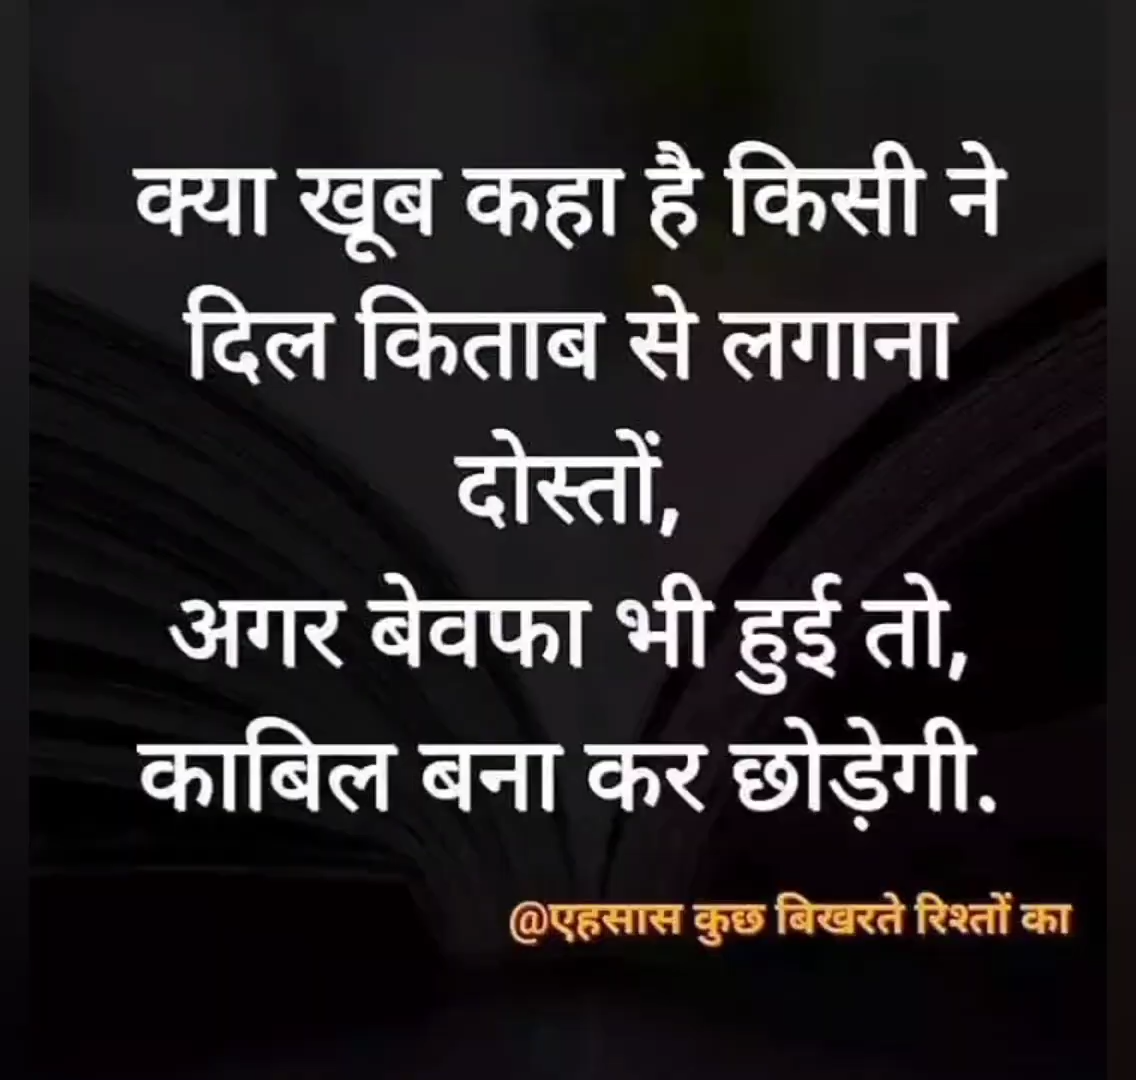 क्या खूब कहा है किसी ने
दिल किताब से लगाना
दोस्तों,
अगर बेवफा भी हुई तो,
काबिल बना कर छोड़ेगी.
@एहसास कुछ बिखरते रिश्तों का